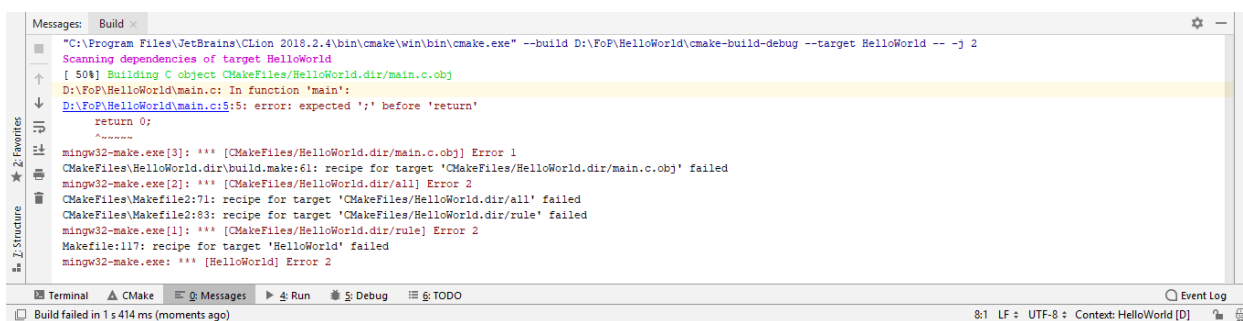 Messages: Build ×
"C:\Program Files\JetBrains\CLion 2018.2.4\bin\cmake\win\bin\cmake.exe" --build D:\FoP\HelloWorld\cmake-build-debug --target HelloWorld -- -j 2
Scanning dependencies of target HelloWorld
[ 50%] Building C object CMakeFiles/HelloWorld.dir/main.c.obj
D:\FoP\HelloWorld\main.c: In function 'main':
D:\FoP\HelloWorld\main.c:5:5: error: expected ';' before 'return'
return 0;
^~~~~~
mingw32-make.exe[3]: *** [CMakeFiles/HelloWorld.dir/main.c.obj] Error 1
CMakeFiles\HelloWorld.dir\build.make:61: recipe for target 'CMakeFiles/HelloWorld.dir/main.c.obj' failed
mingw32-make.exe[2]: *** [CMakeFiles/HelloWorld.dir/all] Error 2
CMakeFiles\Makefile2:71: recipe for target 'CMakeFiles/HelloWorld.dir/all' failed
CMakeFiles\Makefile2:83: recipe for target 'CMakeFiles/HelloWorld.dir/rule' failed
mingw32-make.exe[1]: *** [CMakeFiles/HelloWorld.dir/rule] Error 2
Makefile:117: recipe for target 'HelloWorld' failed
mingw32-make.exe: *** [HelloWorld] Error 2
2: Favorites
7: Structure
Terminal CMake 0: Messages 4: Run 5: Debug 6: TODO Event Log
Build failed in 1 s 414 ms (moments ago) 8:1 LF UTF-8 Context: HelloWorld [D]